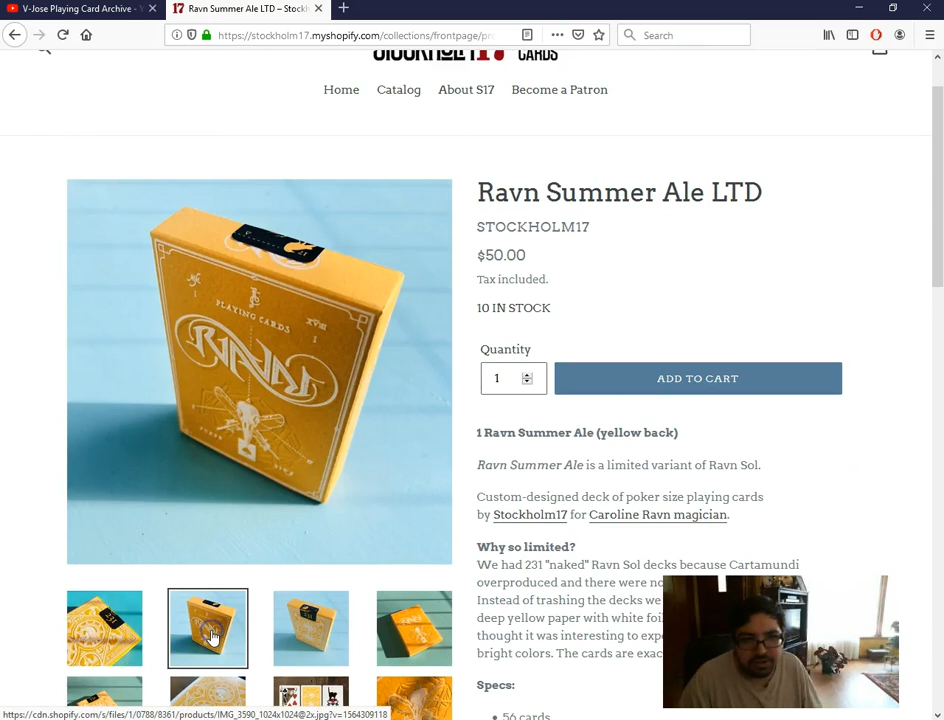 V-Jose Playing Card Archive - Y
Ravn Summer Ale LTD – Stockh
https://stockholm17.myshopify.com/collections/frontpage/pr
Search
STOCKHOLM17 CARDS
Home Catalog About S17 Become a Patron
PLAYING CARDS
XVIII
RAVN
POKER
Ravn Summer Ale LTD
STOCKHOLM17
$50.00
Tax included.
10 IN STOCK
Quantity
1
ADD TO CART
1 Ravn Summer Ale (yellow back)
Ravn Summer Ale is a limited variant of Ravn Sol.
Custom-designed deck of poker size playing cards
by Stockholm17 for Caroline Ravn magician.
Why so limited?
We had 231 "naked" Ravn Sol decks because Cartamundi
overproduced and there were no
Instead of trashing the decks we
deep yellow paper with white foil
thought it was interesting to exp
bright colors. The cards are exac
Specs:
• 56 cards
231
https://cdn.shopify.com/s/files/1/0788/8361/products/IMG_3590_1024x1024@2x.jpg?v=1564309118